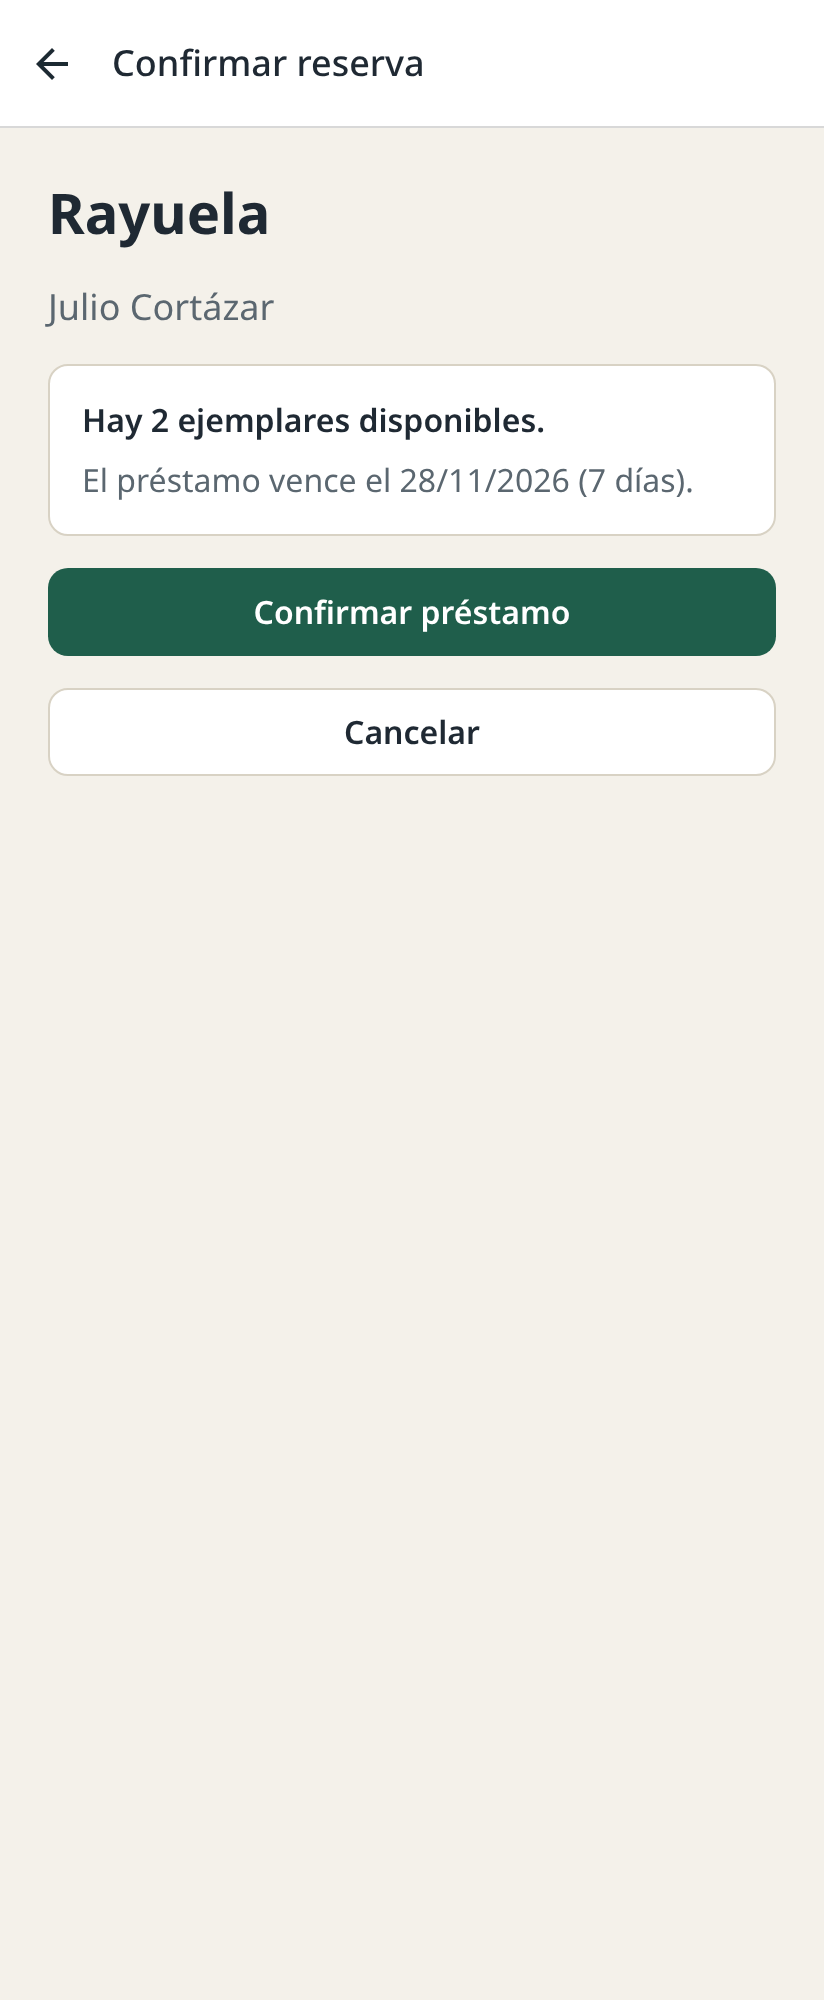 Confirmar reserva
Rayuela
Julio Cortázar
Hay 2 ejemplares disponibles.
El préstamo vence el 28/11/2026 (7 días).
Confirmar préstamo
Cancelar